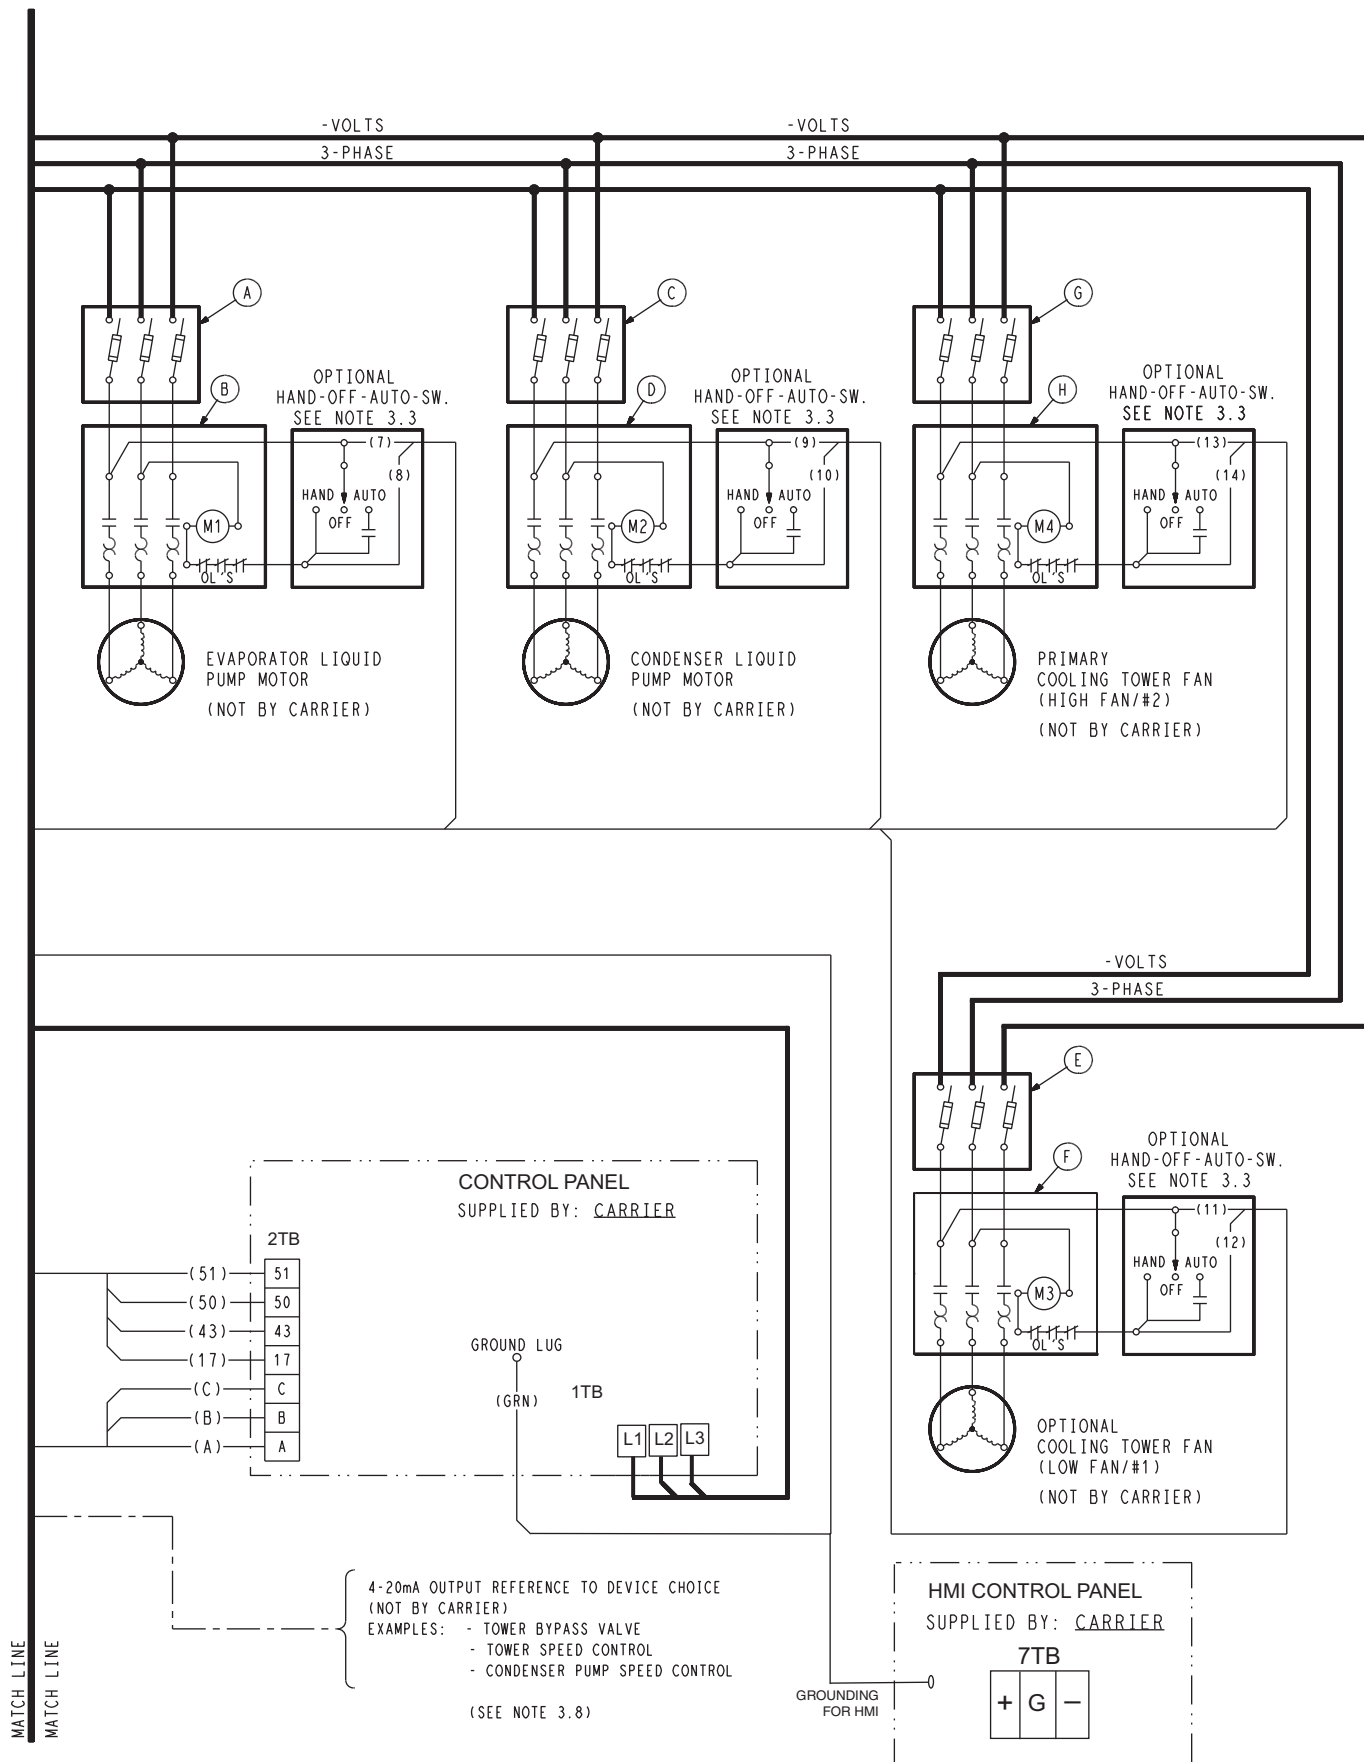 -VOLTS
3-PHASE
-VOLTS
3-PHASE
A
C
G
B
OPTIONAL
HAND-OFF-AUTO-SW.
SEE NOTE 3.3
D
OPTIONAL
HAND-OFF-AUTO-SW.
SEE NOTE 3.3
H
OPTIONAL
HAND-OFF-AUTO-SW.
SEE NOTE 3.3
(7)
(8)
HAND AUTO
OFF
M1
OL'S
(9)
(10)
HAND AUTO
OFF
M2
OL'S
(13)
(14)
HAND AUTO
OFF
M4
OL'S
EVAPORATOR LIQUID
PUMP MOTOR
(NOT BY CARRIER)
CONDENSER LIQUID
PUMP MOTOR
(NOT BY CARRIER)
PRIMARY
COOLING TOWER FAN
(HIGH FAN/#2)
(NOT BY CARRIER)
-VOLTS
3-PHASE
E
F
OPTIONAL
HAND-OFF-AUTO-SW.
SEE NOTE 3.3
(11)
(12)
HAND AUTO
OFF
M3
OL'S
OPTIONAL
COOLING TOWER FAN
(LOW FAN/#1)
(NOT BY CARRIER)
CONTROL PANEL
SUPPLIED BY: CARRIER
2TB
(51) 51
(50) 50
(43) 43
(17) 17
(C) C
(B) B
(A) A
GROUND LUG
(GRN)
1TB
L1 L2 L3
4-20mA OUTPUT REFERENCE TO DEVICE CHOICE
(NOT BY CARRIER)
EXAMPLES: - TOWER BYPASS VALVE
- TOWER SPEED CONTROL
- CONDENSER PUMP SPEED CONTROL
(SEE NOTE 3.8)
HMI CONTROL PANEL
SUPPLIED BY: CARRIER
7TB
+ G −
GROUNDING
FOR HMI
MATCH LINE
MATCH LINE